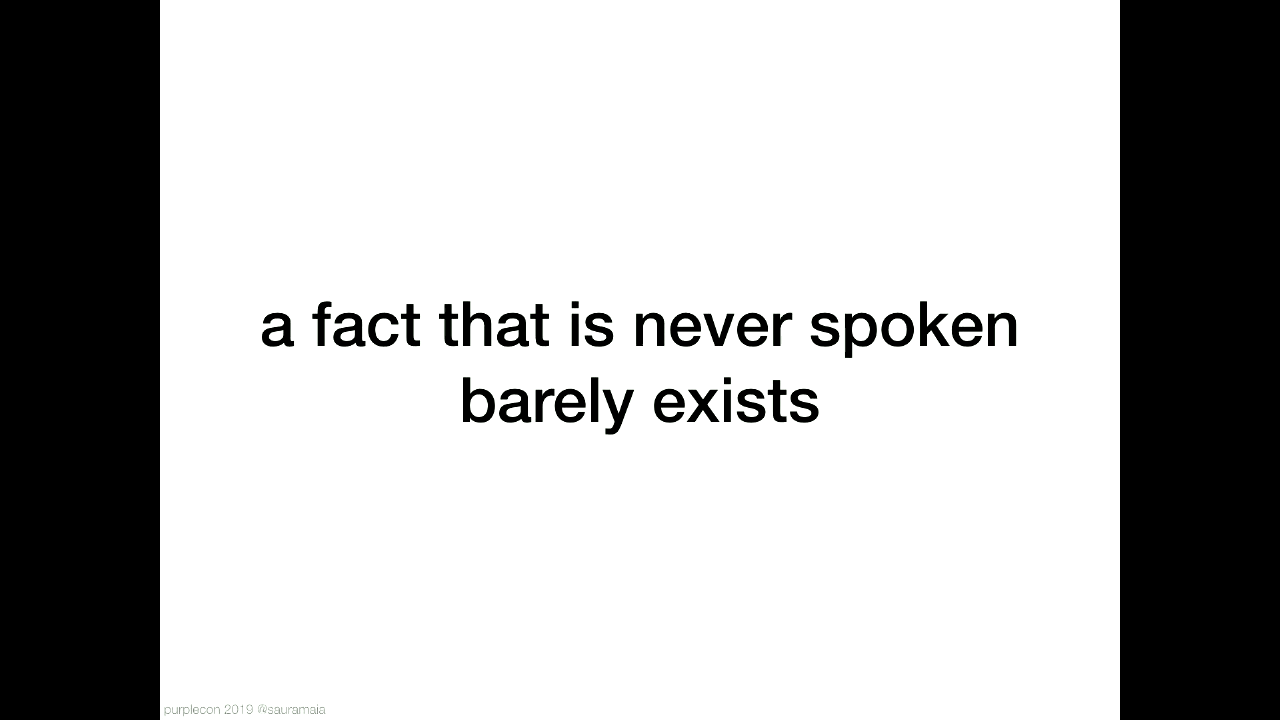 a fact that is never spoken
barely exists
purplecon 2019 @sauramaia